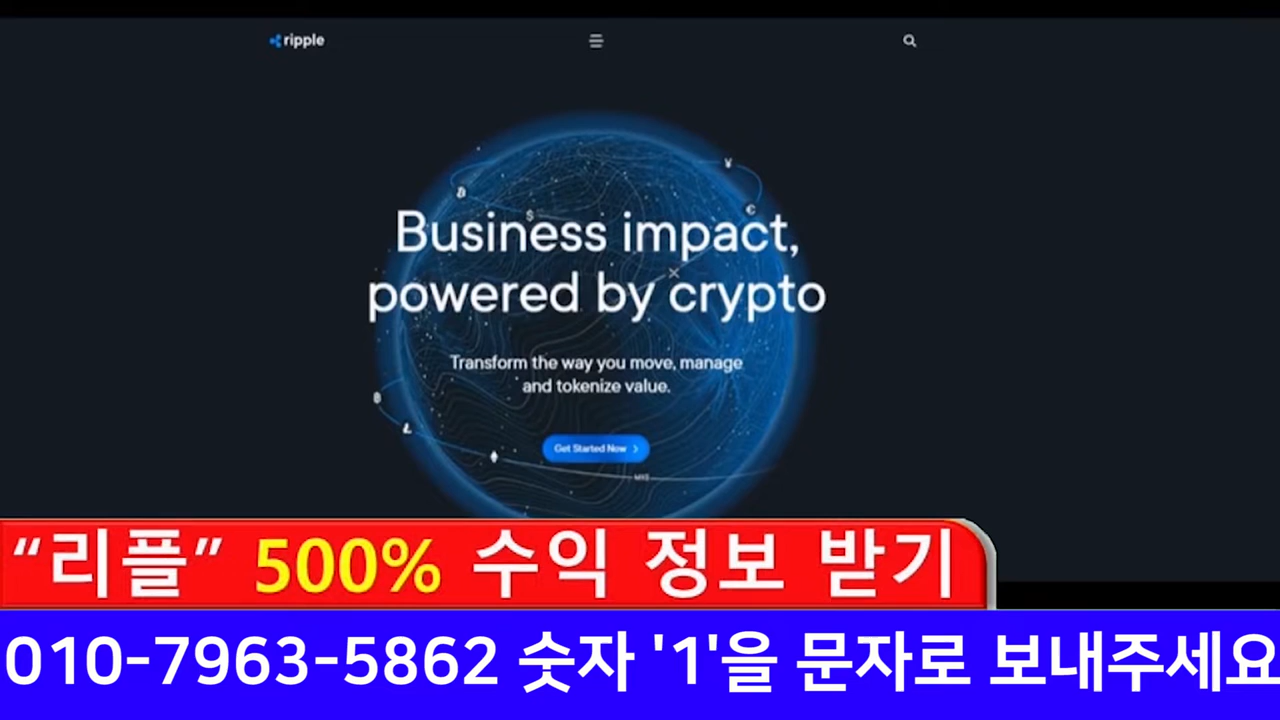 ripple
Business impact,
powered by crypto
Transform the way you move, manage
and tokenize value.
Get Started Now
“리플” 500% 수익 정보 받기
010-7963-5862 숫자 '1'을 문자로 보내주세요